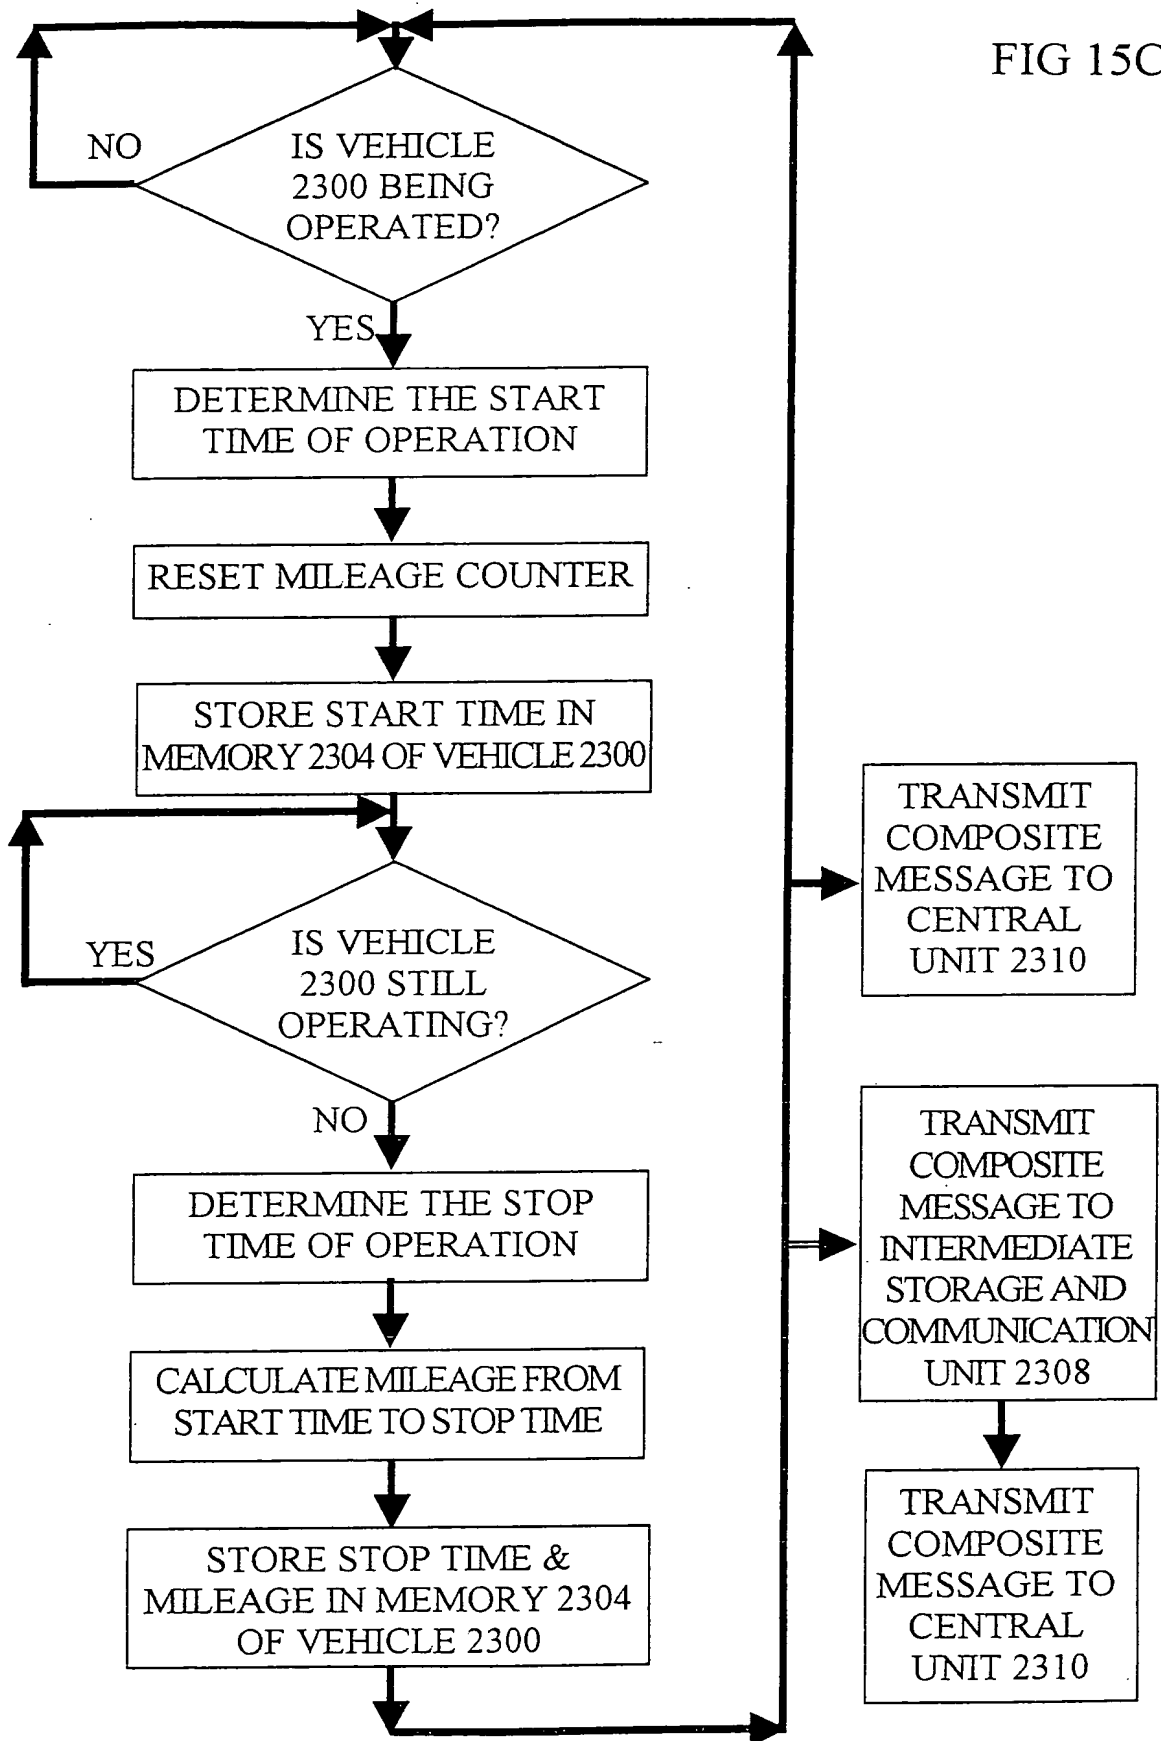 FIG 15C
NO
IS VEHICLE
2300 BEING
OPERATED?
YES
DETERMINE THE START
TIME OF OPERATION
RESET MILEAGE COUNTER
STORE START TIME IN
MEMORY 2304 OF VEHICLE 2300
YES
IS VEHICLE
2300 STILL
OPERATING?
NO
DETERMINE THE STOP
TIME OF OPERATION
CALCULATE MILEAGE FROM
START TIME TO STOP TIME
STORE STOP TIME &
MILEAGE IN MEMORY 2304
OF VEHICLE 2300
TRANSMIT
COMPOSITE
MESSAGE TO
CENTRAL
UNIT 2310
TRANSMIT
COMPOSITE
MESSAGE TO
INTERMEDIATE
STORAGE AND
COMMUNICATION
UNIT 2308
TRANSMIT
COMPOSITE
MESSAGE TO
CENTRAL
UNIT 2310